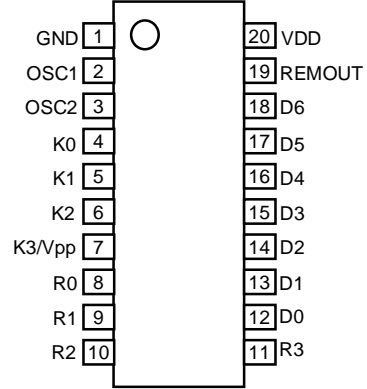 GND 1 20 VDD
OSC1 2 19 REMOUT
OSC2 3 18 D6
K0 4 17 D5
K1 5 16 D4
K2 6 15 D3
K3/Vpp 7 14 D2
R0 8 13 D1
R1 9 12 D0
R2 10 11 R3